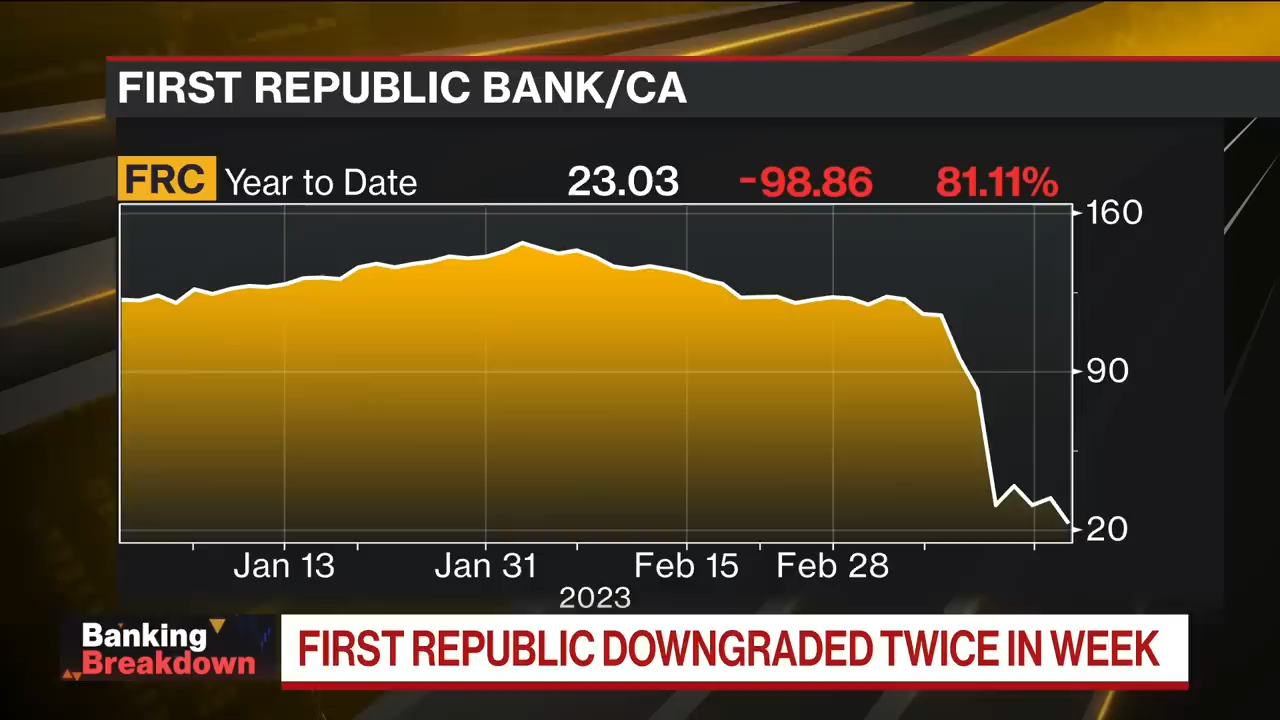 FIRST REPUBLIC BANK/CA
FRC Year to Date 23.03 -98.86 81.11%
160
90
20
Jan 13 Jan 31 Feb 15 Feb 28
2023
Banking
Breakdown
FIRST REPUBLIC DOWNGRADED TWICE IN WEEK